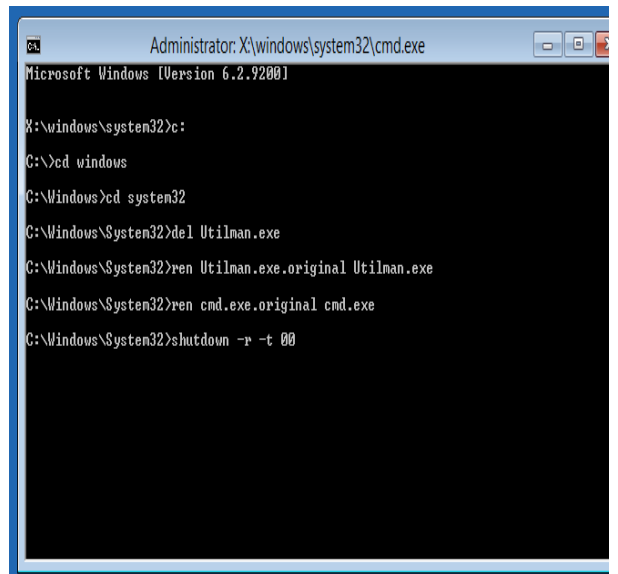 Administrator: X:\windows\system32\cmd.exe
Microsoft Windows [Version 6.2.9200]
X:\windows\system32>c:
C:\>cd windows
C:\Windows>cd system32
C:\Windows\System32>del Utilman.exe
C:\Windows\System32>ren Utilman.exe.original Utilman.exe
C:\Windows\System32>ren cmd.exe.original cmd.exe
C:\Windows\System32>shutdown -r -t 00